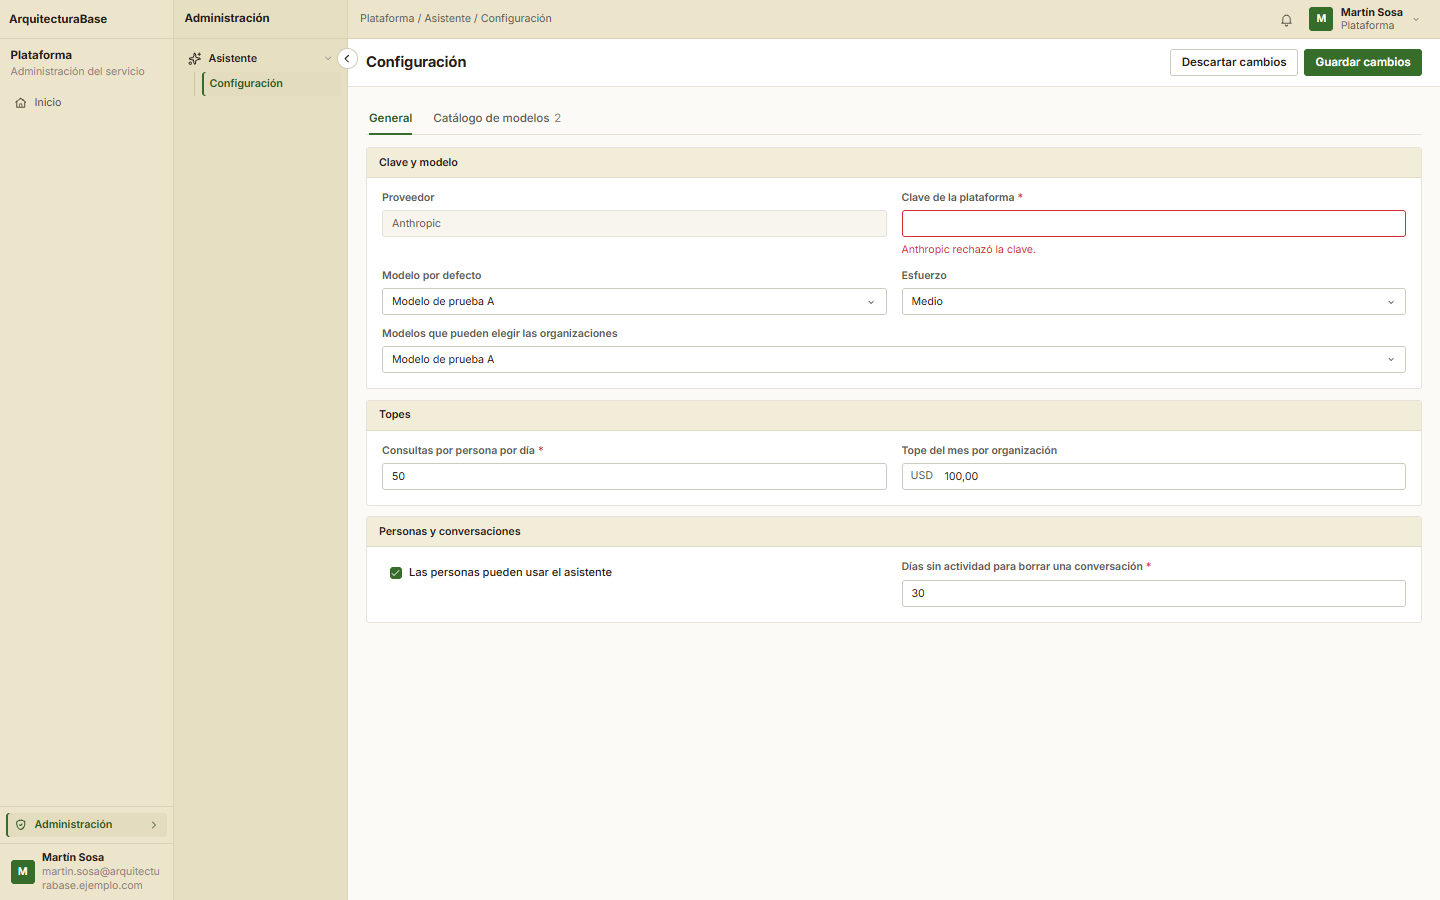 ArquitecturaBase
Plataforma
Administración del servicio
Inicio
Administración
Martín Sosa
martin.sosa@arquitectu
rabase.ejemplo.com
M
Administración
Asistente
Configuración
Plataforma / Asistente / Configuración
M
Martín Sosa
Plataforma
Configuración
Descartar cambios
Guardar cambios
General
Catálogo de modelos 2
Clave y modelo
Proveedor
Anthropic
Clave de la plataforma *
Anthropic rechazó la clave.
Modelo por defecto
Modelo de prueba A
Esfuerzo
Medio
Modelos que pueden elegir las organizaciones
Modelo de prueba A
Topes
Consultas por persona por día *
50
Tope del mes por organización
USD 100,00
Personas y conversaciones
Las personas pueden usar el asistente
Días sin actividad para borrar una conversación *
30